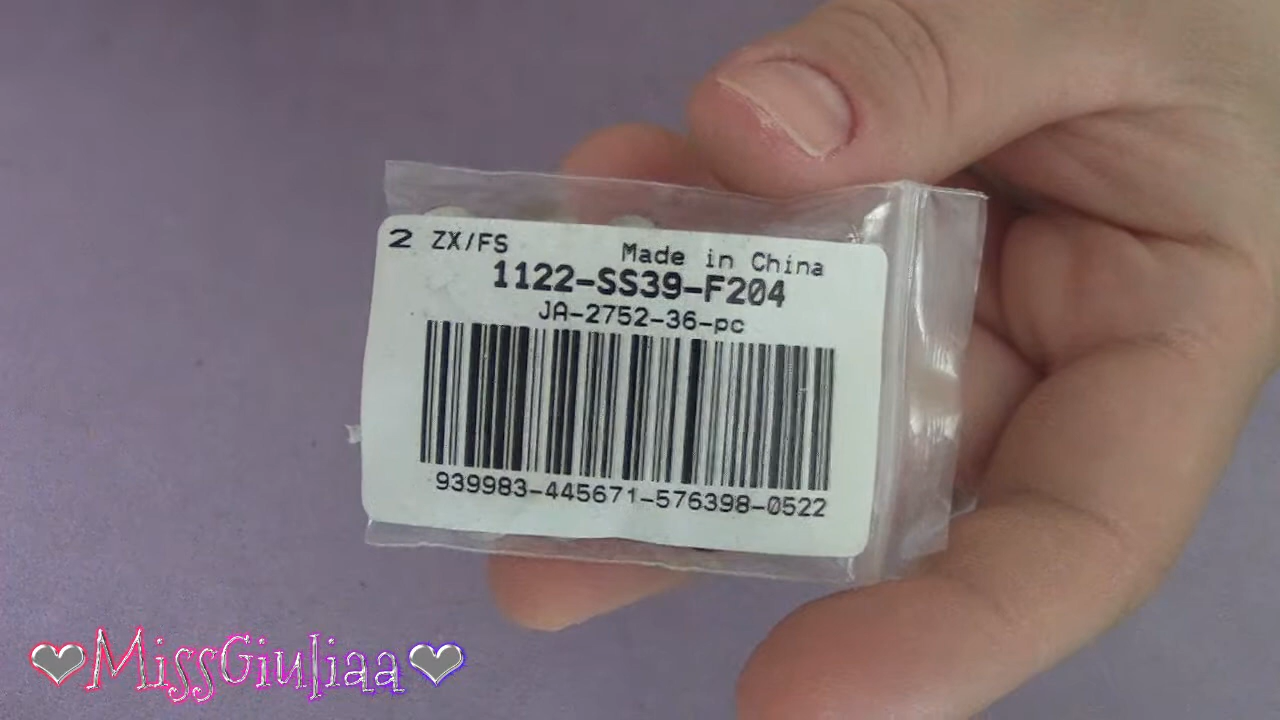 2 ZX/FS
Made in China
1122-SS39-F204
JA-2752-36-pc
939983-445671-576398-0522
❤MissGiuliaa❤